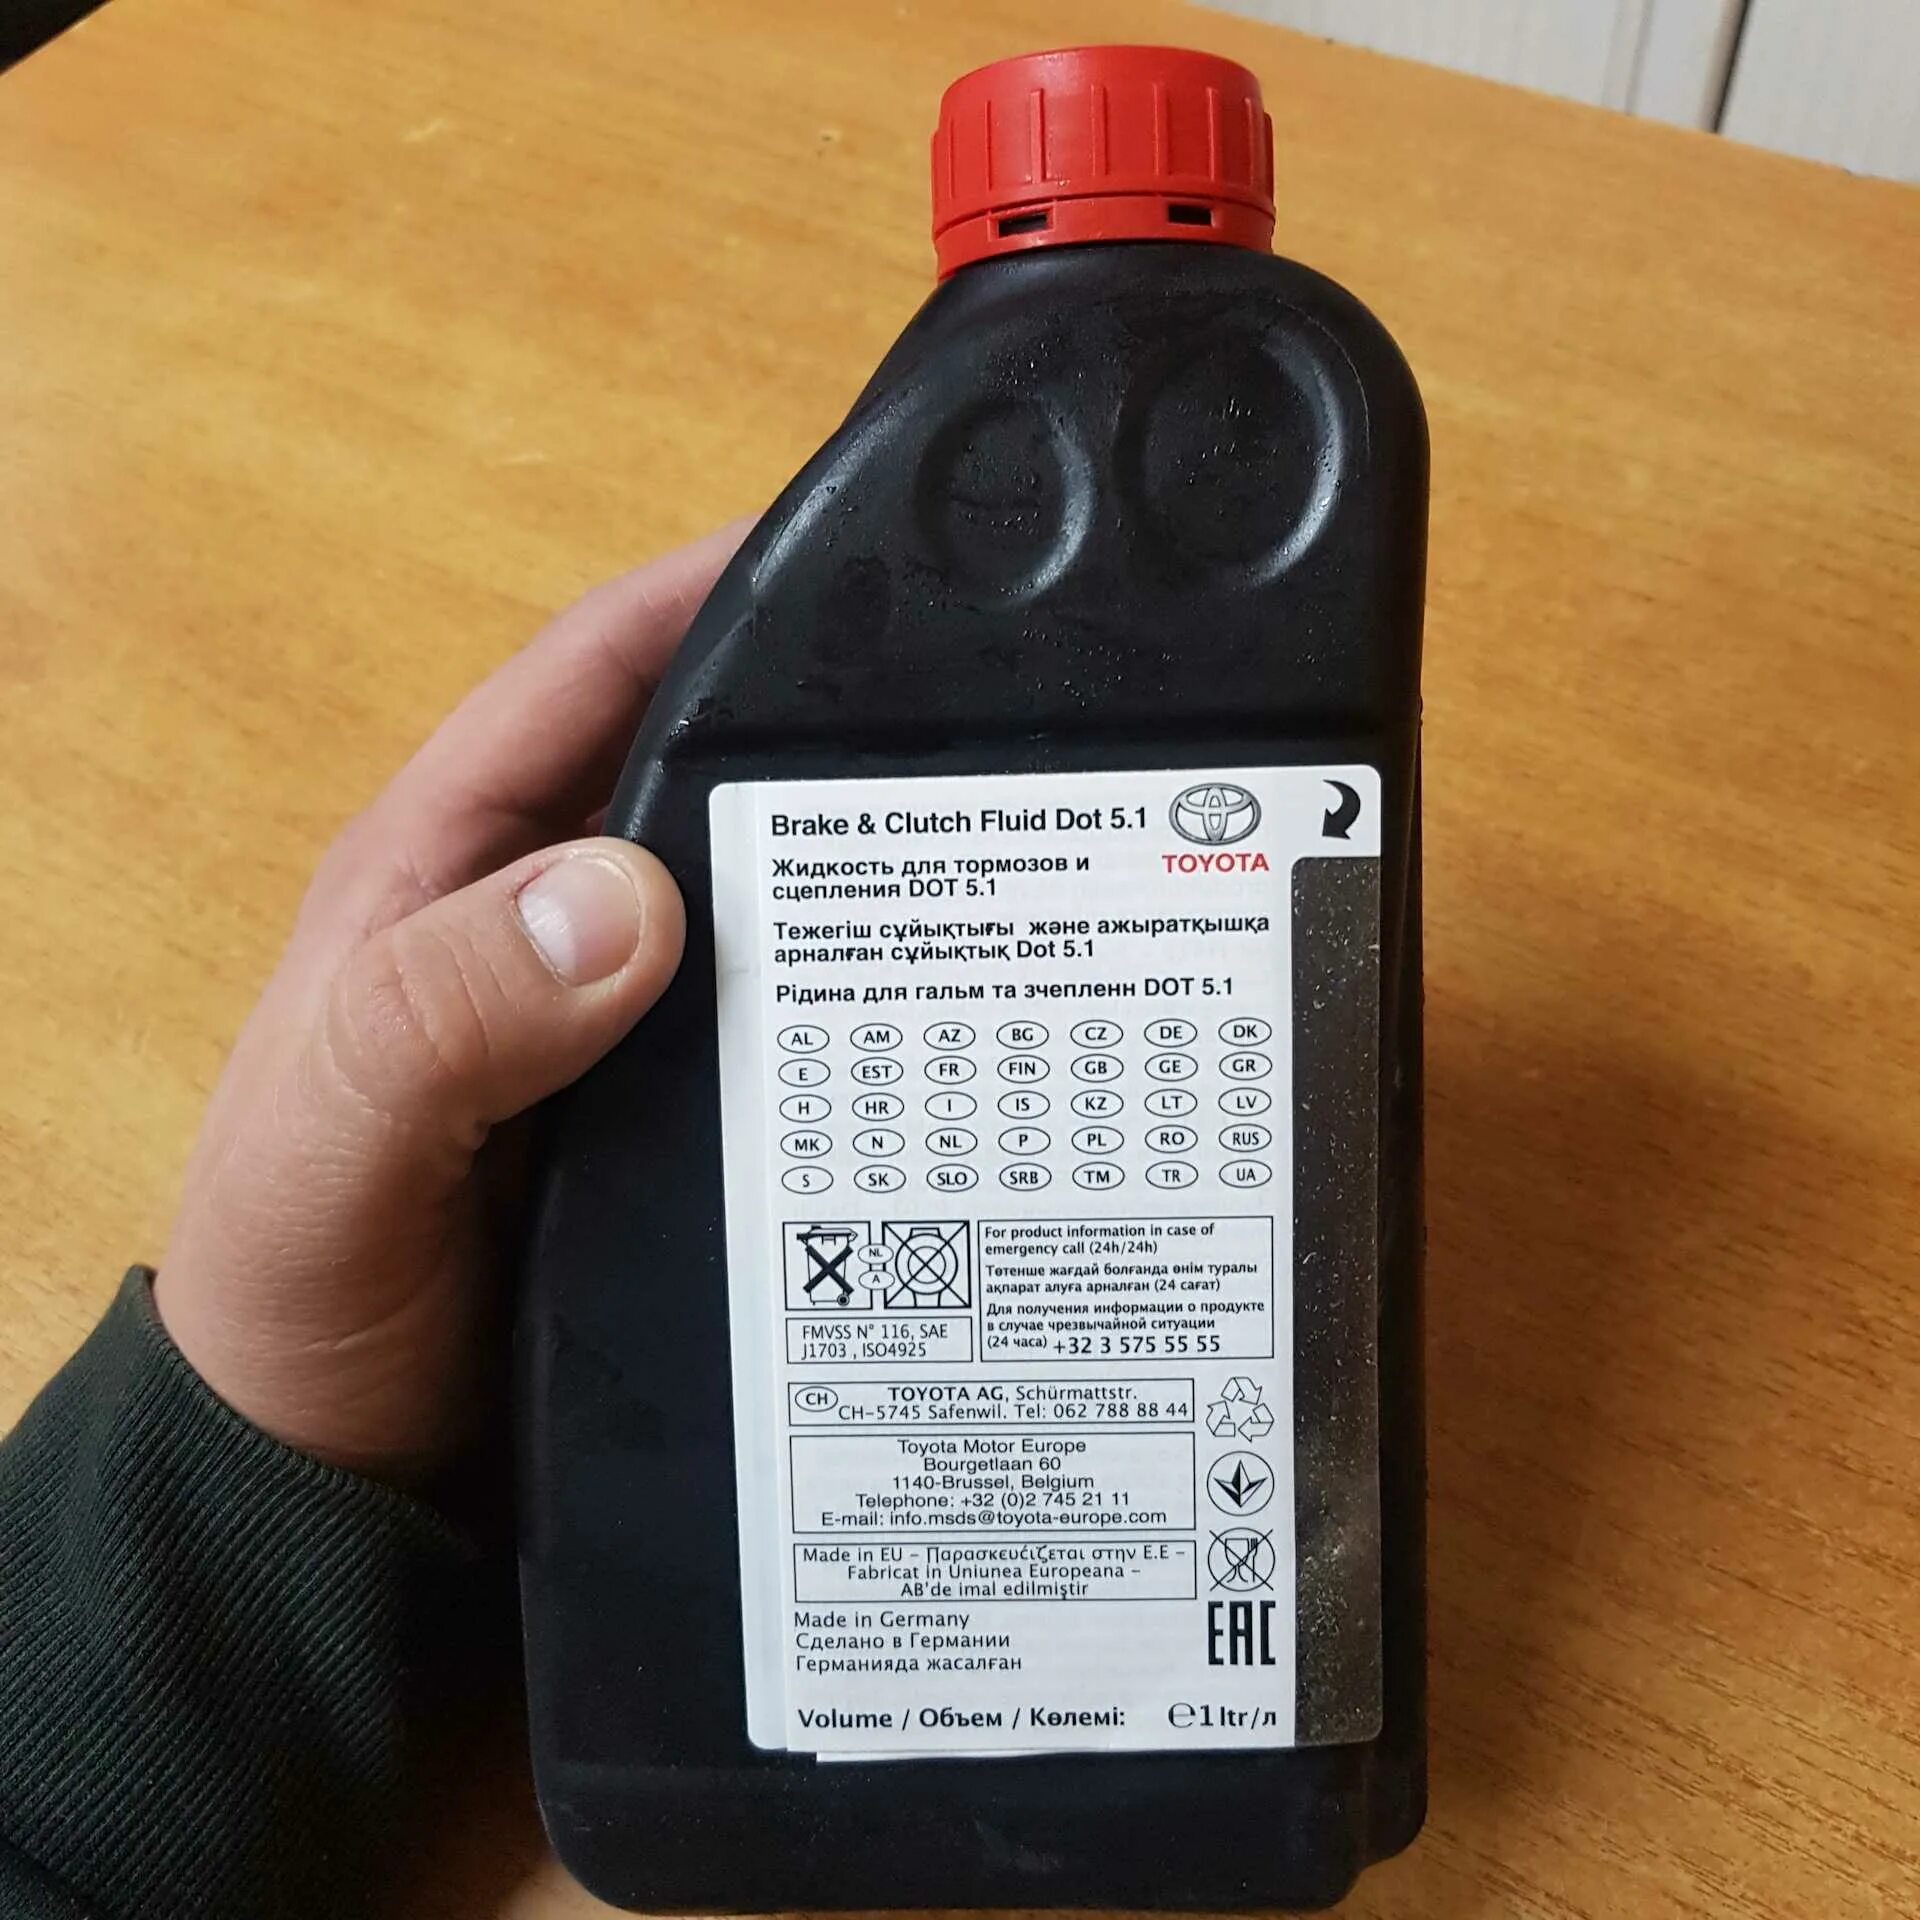 Brake & Clutch Fluid Dot 5.1
TOYOTA
Жидкость для тормозов и
сцепления DOT 5.1
Тежегіш сұйықтығы және ажыратқышқа
арналған сұйықтық Dot 5.1
Рідина для гальм та зчепленн DOT 5.1
AL AM AZ BG CZ DE DK
E EST FR FIN GB GE GR
H HR I IS KZ LT LV
MK N NL P PL RO RUS
S SK SLO SRB TM TR UA
NL
A
For product information in case of
emergency call (24h/24h)
Төтенше жағдай болғанда өнім туралы
ақпарат алуға арналған (24 сағат)
Для получения информации о продукте
в случае чрезвычайной ситуации
(24 часа) +32 3 575 55 55
FMVSS N° 116, SAE
J1703 , ISO4925
CH TOYOTA AG, Schürmattstr.
CH-5745 Safenwil. Tel: 062 788 88 44
Toyota Motor Europe
Bourgetlaan 60
1140-Brussel, Belgium
Telephone: +32 (0)2 745 21 11
E-mail: info.msds@toyota-europe.com
Made in EU – Παρασκευάζεται στην Ε.Ε –
Fabricat in Uniunea Europeana –
AB'de imal edilmiştir
Made in Germany
Сделано в Германии
Германияда жасалған
EAC
Volume / Объем / Көлемі: ℮1 ltr/л